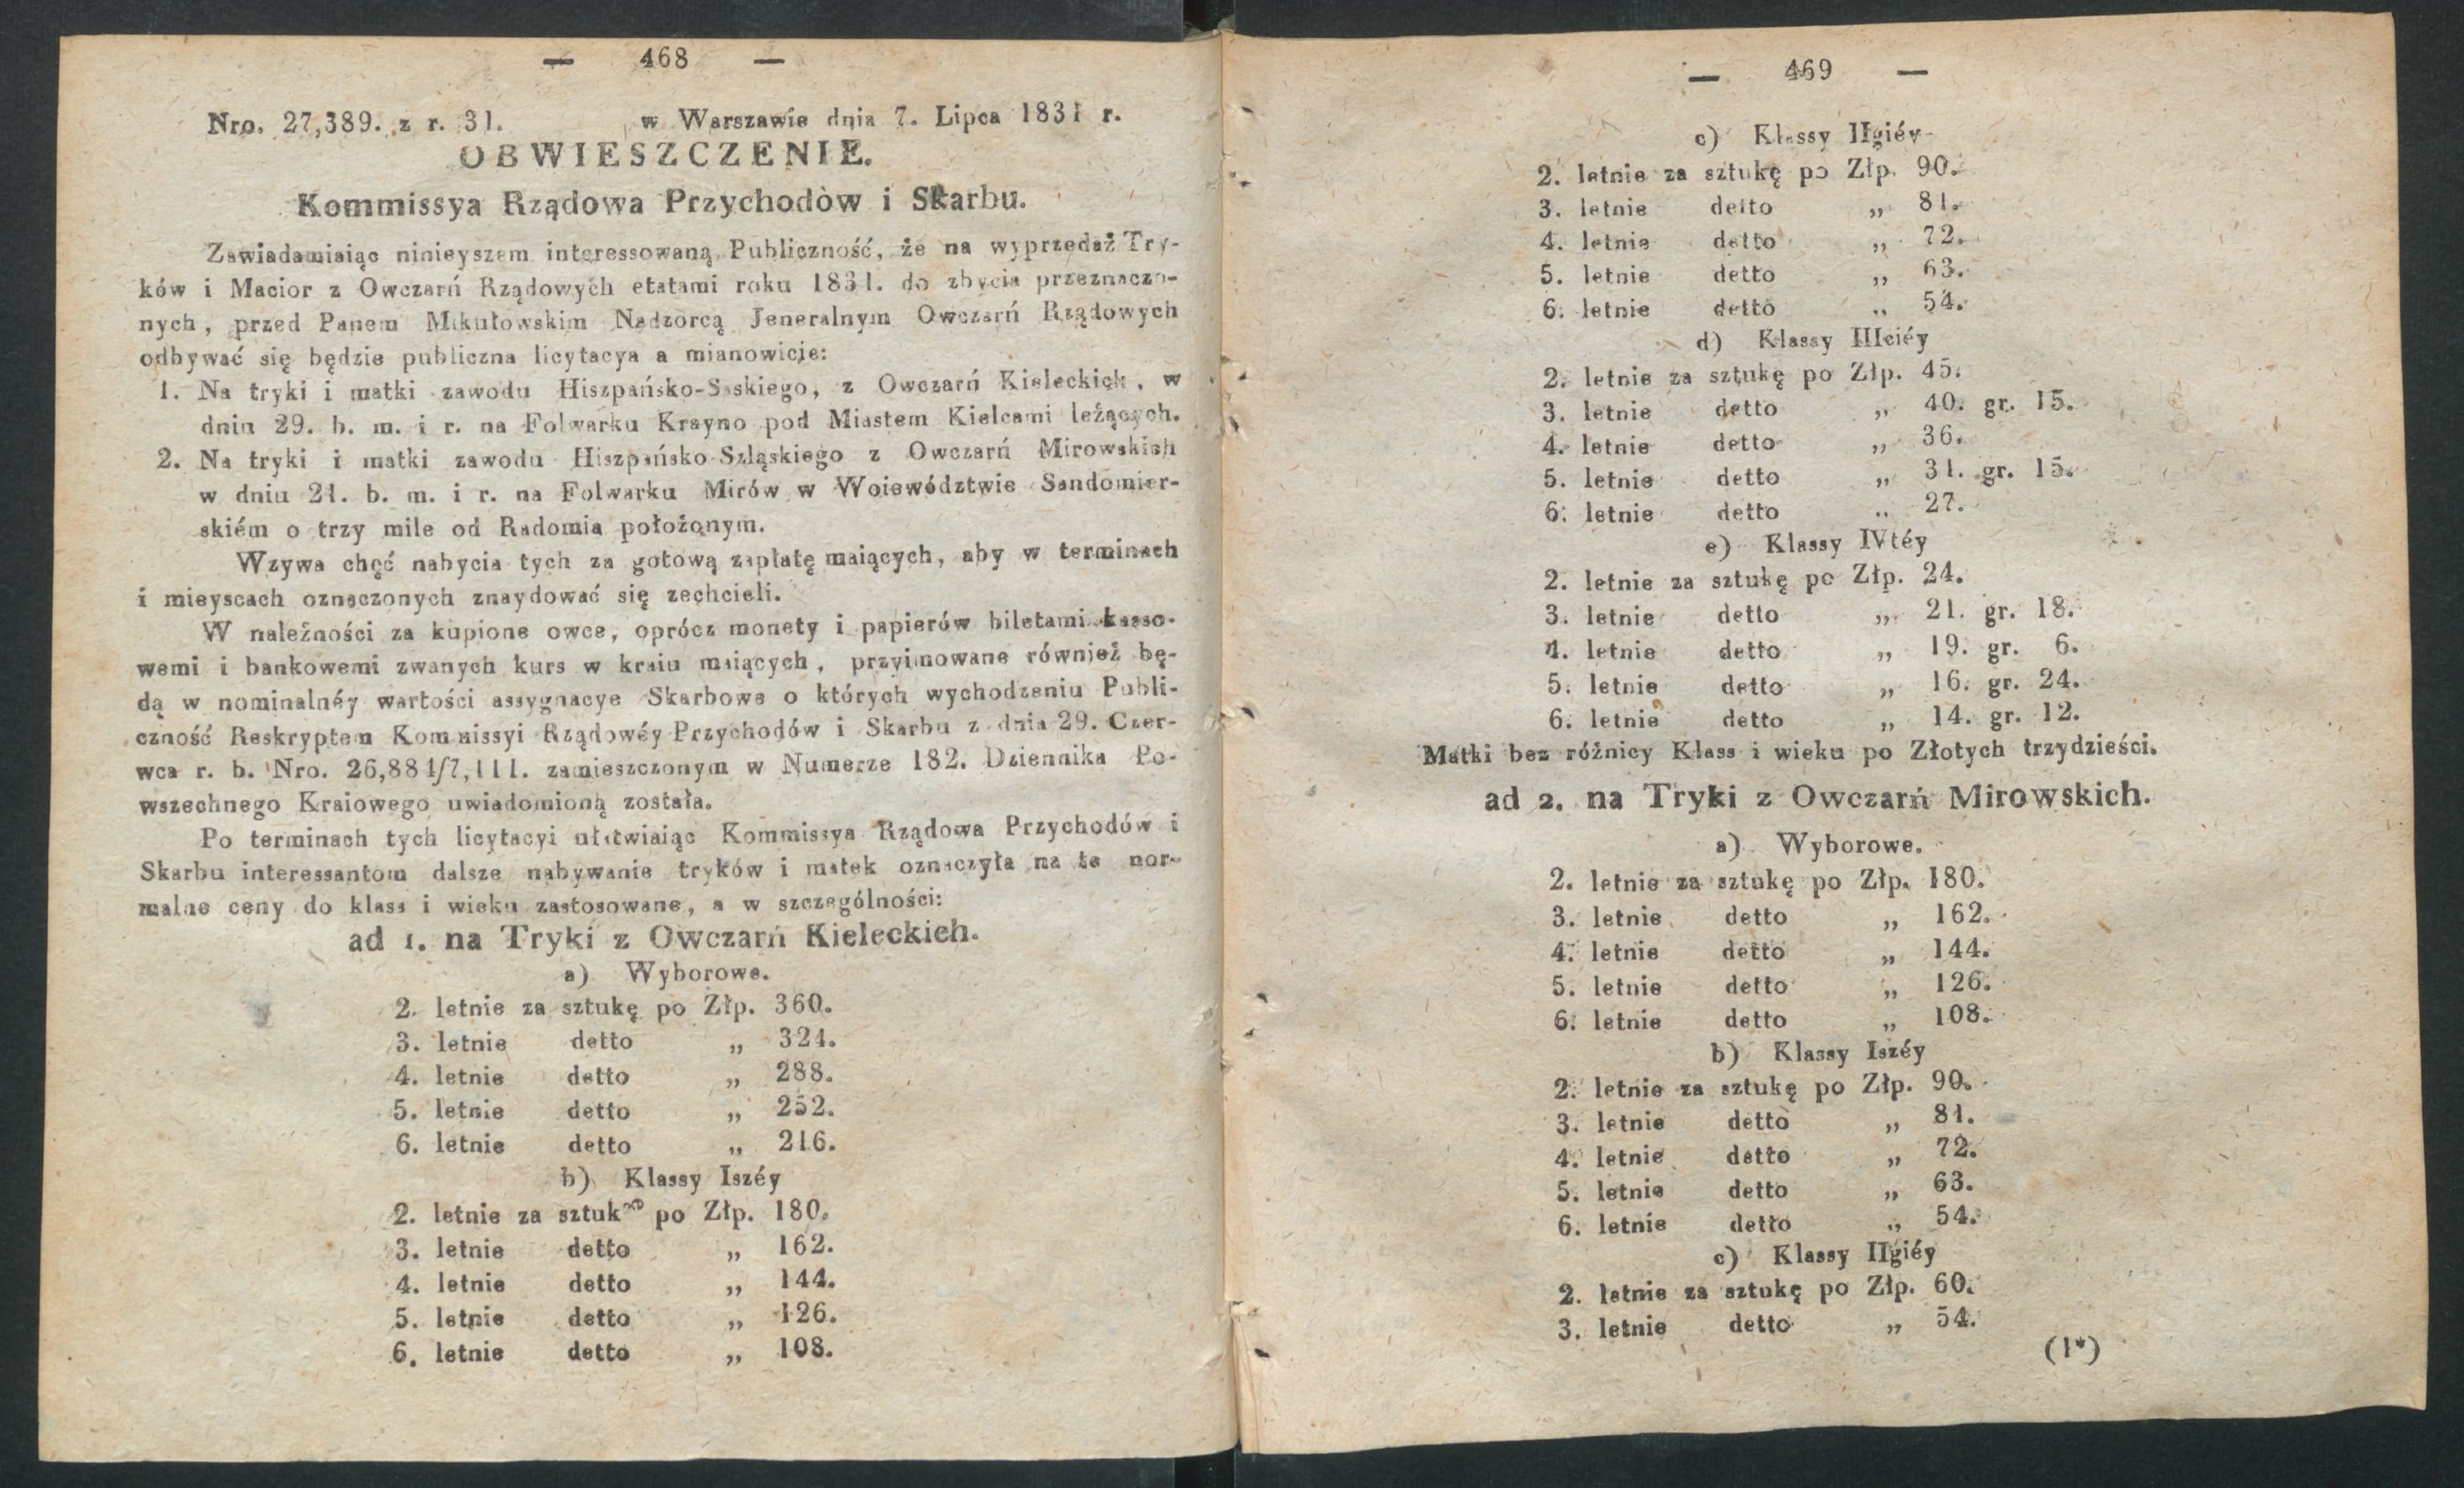 — 468 —
Nro. 27,389. z r. 31. w Warszawie dnia 7. Lipca 1831 r.
OBWIESZCZENIE.
Kommissya Rządowa Przychodòw i Skarbu.
Zawiadamiaiąc ninieyszem interessowaną Publiczność, że na wyprzedaż Try-
ków i Macior z Owczarń Rządowych etatami roku 1831. do zbycia przeznaczo-
nych, przed Panem Mikułowskim Nadzorcą Jeneralnym Owczarń Rządowych
odbywać się będzie publiczna licytacya a mianowicie:
1. Na tryki i matki zawodu Hiszpańsko-Saskiego, z Owczarń Kieleckich, w
dniu 29. b. m. i r. na Folwarku Krayno pod Miastem Kielcami leżących.
2. Na tryki i matki zawodu Hiszpańsko Szląskiego z Owczarń Mirowskich
w dniu 21. b. m. i r. na Folwarku Mirów w Woiewództwie Sandomier-
skiém o trzy mile od Radomia położonym.
Wzywa chęć nabycia tych za gotową zapłatę maiących, aby w terminach
i mieyscach oznaczonych znaydować się zechcieli.
W należności za kupione owce, oprócz monety i papierów biletami kasso-
wemi i bankowemi zwanych kurs w kraiu maiących, przyimowane również bę-
dą w nominalnéy wartości assygnacye Skarbowe o których wychodzeniu Publi-
czność Reskryptem Kommissyi Rządowéy Przychodów i Skarbu z dnia 29. Czer-
wca r. b. Nro. 26,884/7,111. zamieszczonym w Numerze 182. Dziennika Po-
wszechnego Kraiowego uwiadomioną została.
Po terminach tych licytacyi ułatwiaiąc Kommissya Rządowa Przychodów i
Skarbu interessantom dalsze nabywanie tryków i matek oznaczyła na te nor-
malne ceny do klass i wieku zastosowane, a w szczególności:
ad 1. na Tryki z Owczarń Kieleckich.
a) Wyborowe.
2. letnie za sztukę po Złp. 360.
3. letnie detto „ 324.
4. letnie detto „ 288.
5. letnie detto „ 252.
6. letnie detto „ 216.
b) Klassy Iszéy
2. letnie za sztukę po Złp. 180.
3. letnie detto „ 162.
4. letnie detto „ 144.
5. letnie detto „ 126.
6. letnie detto „ 108.
— 469 —
c) Klassy IIgiéy
2. letnie za sztukę po Złp. 90.
3. letnie detto „ 81.
4. letnie detto „ 72.
5. letnie detto „ 63.
6. letnie detto „ 54.
d) Klassy IIIciéy
2. letnie za sztukę po Złp. 45.
3. letnie detto „ 40. gr. 15.
4. letnie detto „ 36.
5. letnie detto „ 31. gr. 15.
6. letnie detto „ 27.
e) Klassy IVtéy
2. letnie za sztukę po Złp. 24.
3. letnie detto „ 21. gr. 18.
4. letnie detto „ 19. gr. 6.
5. letnie detto „ 16. gr. 24.
6. letnie detto „ 14. gr. 12.
Matki bez różnicy Klass i wieku po Złotych trzydzieści.
ad 2. na Tryki z Owczarń Mirowskich.
a) Wyborowe.
2. letnie za sztukę po Złp. 180.
3. letnie detto „ 162.
4. letnie detto „ 144.
5. letnie detto „ 126.
6. letnie detto „ 108.
b) Klassy Iszéy
2. letnie za sztukę po Złp. 90.
3. letnie detto „ 81.
4. letnie detto „ 72.
5. letnie detto „ 63.
6. letnie detto „ 54.
c) Klassy IIgiéy
2. letnie za sztukę po Złp. 60.
3. letnie detto „ 54.
(1*)